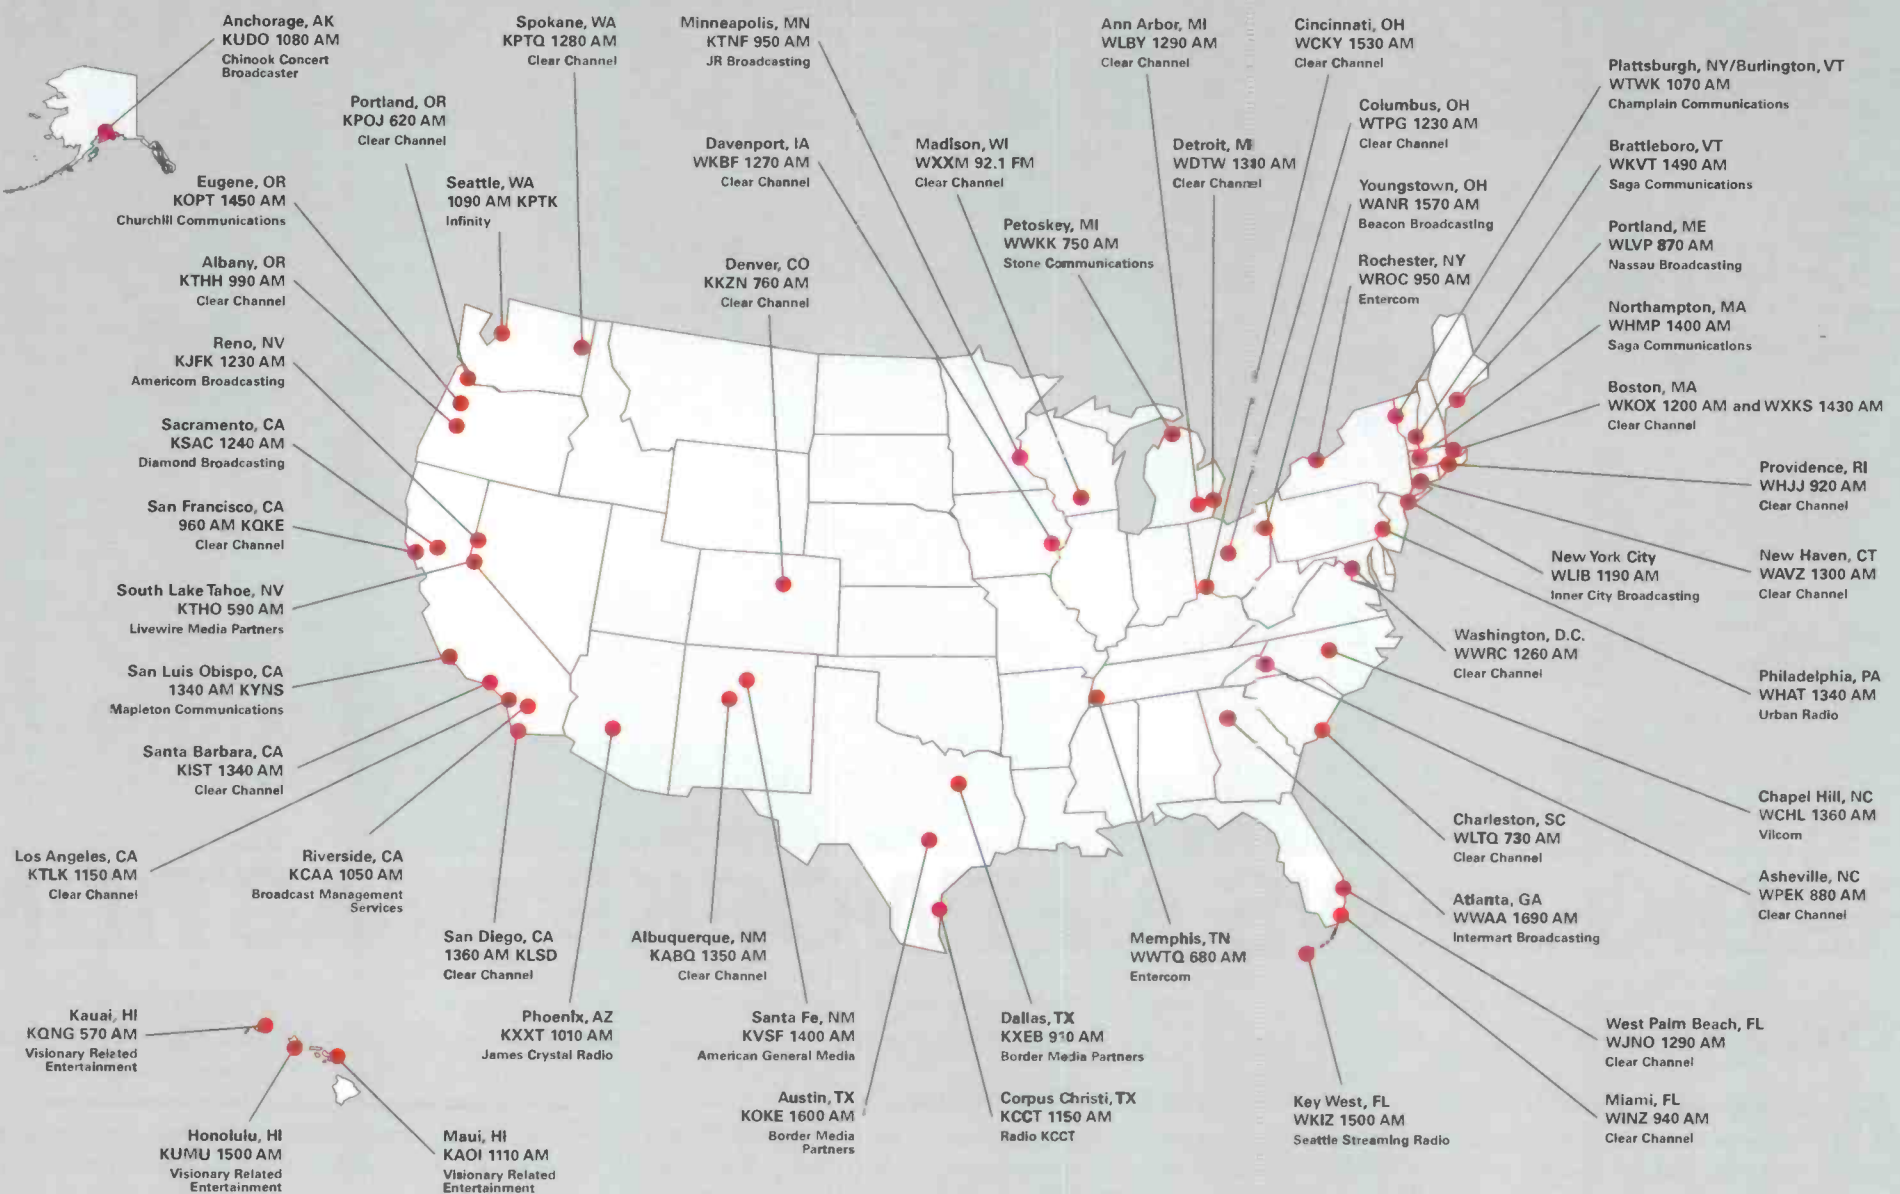 Anchorage, AK
KUDO 1080 AM
Chinook Concert
Broadcaster
Spokane, WA
KPTQ 1280 AM
Clear Channel
Minneapolis, MN
KTNF 950 AM
JR Broadcasting
Ann Arbor, MI
WLBY 1290 AM
Clear Channel
Cincinnati, OH
WCKY 1530 AM
Clear Channel
Plattsburgh, NY/Burlington, VT
WTWK 1070 AM
Champlain Communications
Portland, OR
KPOJ 620 AM
Clear Channel
Columbus, OH
WTPG 1230 AM
Clear Channel
Davenport, IA
WKBF 1270 AM
Clear Channel
Madison, WI
WXXM 92.1 FM
Clear Channel
Detroit, MI
WDTW 1310 AM
Clear Channel
Brattleboro, VT
WKVT 1490 AM
Saga Communications
Eugene, OR
KOPT 1450 AM
Churchill Communications
Seattle, WA
1090 AM KPTK
Infinity
Youngstown, OH
WANR 1570 AM
Beacon Broadcasting
Petoskey, MI
WWKK 750 AM
Stone Communications
Portland, ME
WLVP 870 AM
Nassau Broadcasting
Albany, OR
KTHH 990 AM
Clear Channel
Denver, CO
KKZN 760 AM
Clear Channel
Rochester, NY
WROC 950 AM
Entercom
Northampton, MA
WHMP 1400 AM
Saga Communications
Reno, NV
KJFK 1230 AM
Americom Broadcasting
Boston, MA
WKOX 1200 AM and WXKS 1430 AM
Clear Channel
Sacramento, CA
KSAC 1240 AM
Diamond Broadcasting
Providence, RI
WHJJ 920 AM
Clear Channel
San Francisco, CA
960 AM KQKE
Clear Channel
New York City
WLIB 1190 AM
Inner City Broadcasting
New Haven, CT
WAVZ 1300 AM
Clear Channel
South Lake Tahoe, NV
KTHO 590 AM
Livewire Media Partners
Washington, D.C.
WWRC 1260 AM
Clear Channel
San Luis Obispo, CA
1340 AM KYNS
Mapleton Communications
Philadelphia, PA
WHAT 1340 AM
Urban Radio
Santa Barbara, CA
KIST 1340 AM
Clear Channel
Chapel Hill, NC
WCHL 1360 AM
Vilcom
Charleston, SC
WLTQ 730 AM
Clear Channel
Los Angeles, CA
KTLK 1150 AM
Clear Channel
Riverside, CA
KCAA 1050 AM
Broadcast Management
Services
Asheville, NC
WPEK 880 AM
Clear Channel
Atlanta, GA
WWAA 1690 AM
Intermart Broadcasting
San Diego, CA
1360 AM KLSD
Clear Channel
Albuquerque, NM
KABQ 1350 AM
Clear Channel
Memphis, TN
WWTQ 680 AM
Entercom
Kauai, HI
KQNG 570 AM
Visionary Related
Entertainment
Phoenix, AZ
KXXT 1010 AM
James Crystal Radio
Santa Fe, NM
KVSF 1400 AM
American General Media
Dallas, TX
KXEB 910 AM
Border Media Partners
West Palm Beach, FL
WJNO 1290 AM
Clear Channel
Austin, TX
KOKE 1600 AM
Border Media
Partners
Corpus Christi, TX
KCCT 1150 AM
Radio KCCT
Key West, FL
WKIZ 1500 AM
Seattle Streaming Radio
Miami, FL
WINZ 940 AM
Clear Channel
Honolulu, HI
KUMU 1500 AM
Visionary Related
Entertainment
Maui, HI
KAOI 1110 AM
Visionary Related
Entertainment